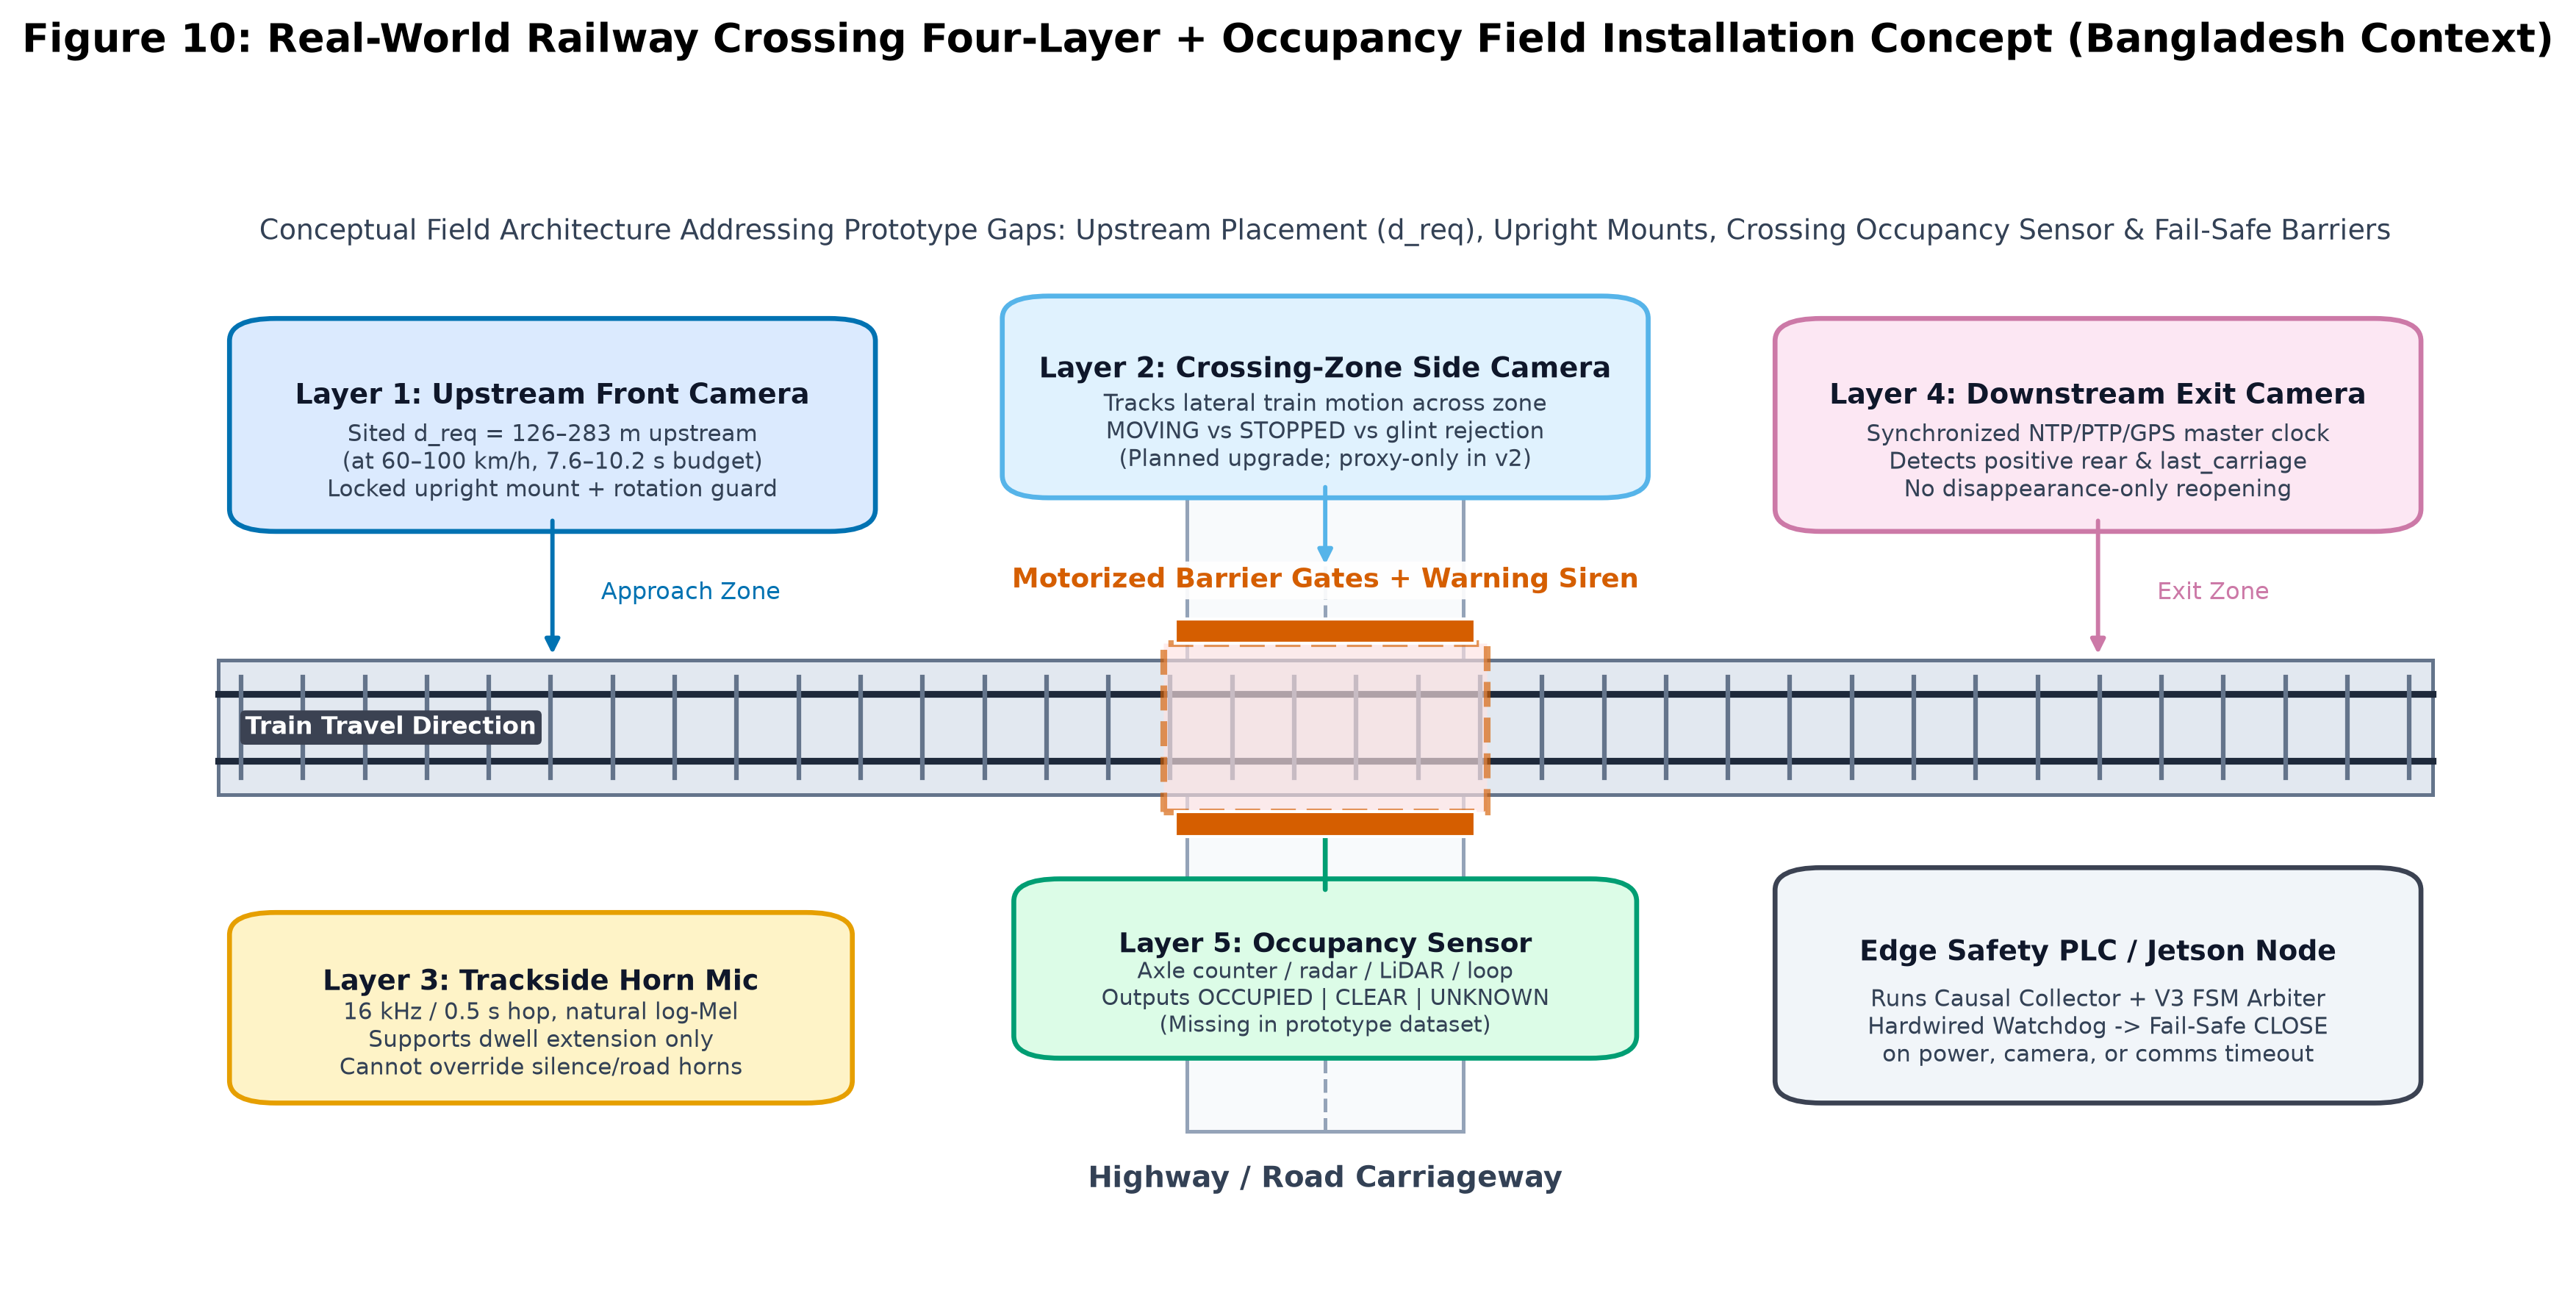 Figure 10: Real-World Railway Crossing Four-Layer + Occupancy Field Installation Concept (Bangladesh Context)
Conceptual Field Architecture Addressing Prototype Gaps: Upstream Placement (d_req), Upright Mounts, Crossing Occupancy Sensor & Fail-Safe Barriers
Layer 1: Upstream Front Camera
Sited d_req = 126–283 m upstream
(at 60–100 km/h, 7.6–10.2 s budget)
Locked upright mount + rotation guard
Layer 2: Crossing-Zone Side Camera
Tracks lateral train motion across zone
MOVING vs STOPPED vs glint rejection
(Planned upgrade; proxy-only in v2)
Layer 4: Downstream Exit Camera
Synchronized NTP/PTP/GPS master clock
Detects positive rear & last_carriage
No disappearance-only reopening
Approach Zone
Motorized Barrier Gates + Warning Siren
Exit Zone
Train Travel Direction
Layer 3: Trackside Horn Mic
16 kHz / 0.5 s hop, natural log-Mel
Supports dwell extension only
Cannot override silence/road horns
Layer 5: Occupancy Sensor
Axle counter / radar / LiDAR / loop
Outputs OCCUPIED | CLEAR | UNKNOWN
(Missing in prototype dataset)
Edge Safety PLC / Jetson Node
Runs Causal Collector + V3 FSM Arbiter
Hardwired Watchdog -> Fail-Safe CLOSE
on power, camera, or comms timeout
Highway / Road Carriageway